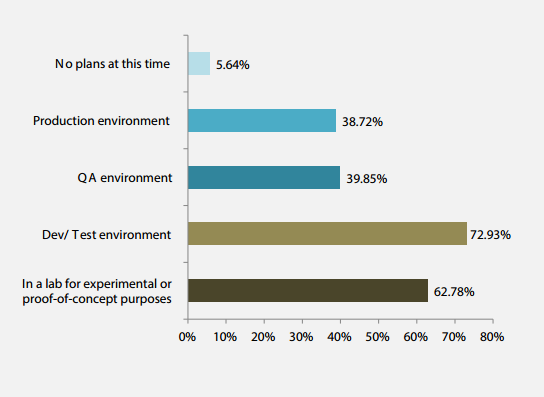 No plans at this time
5.64%
Production environment
38.72%
QA environment
39.85%
Dev/ Test environment
72.93%
In a lab for experimental or
proof-of-concept purposes
62.78%
0% 10% 20% 30% 40% 50% 60% 70% 80%